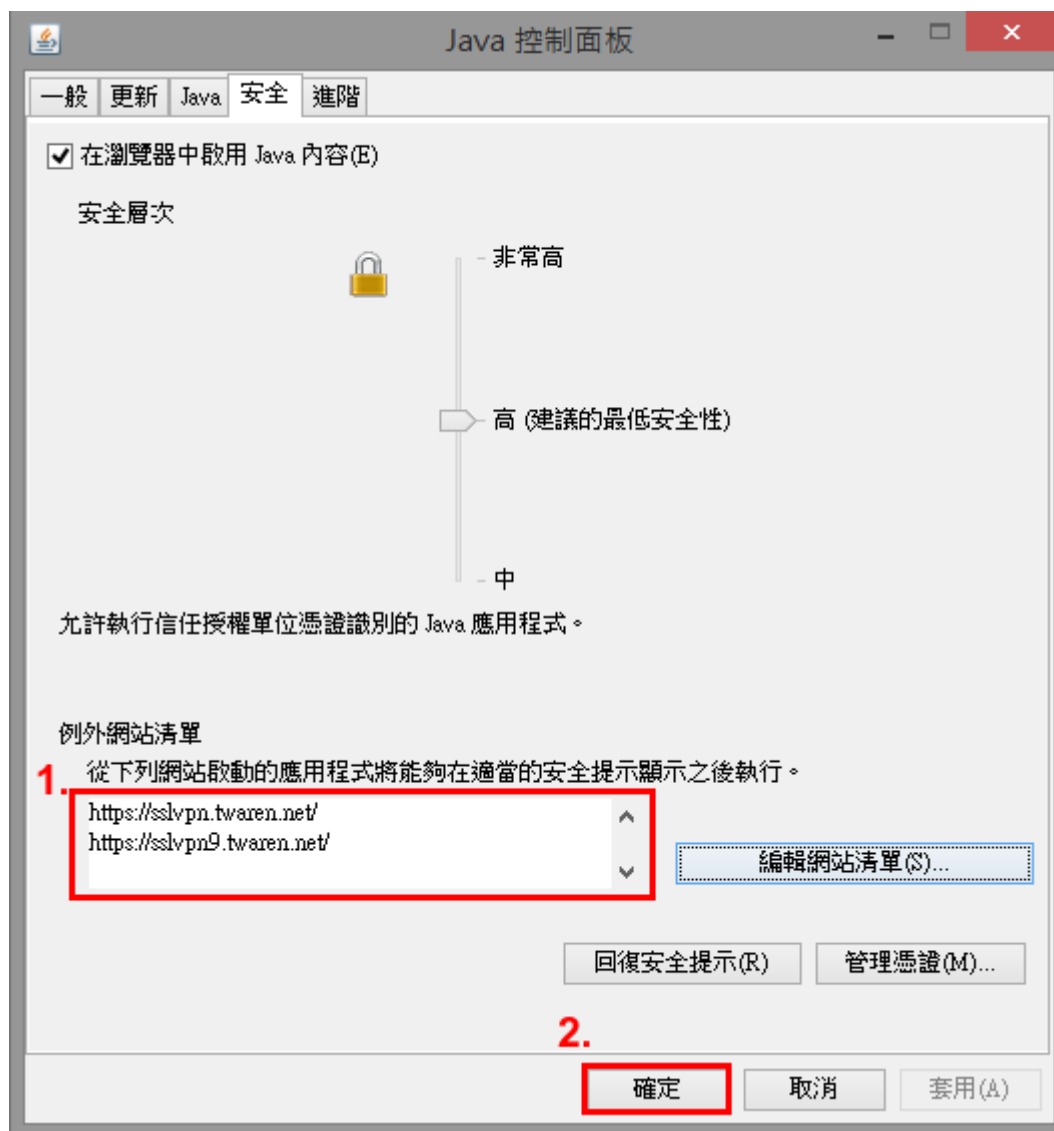 Java 控制面板
一般 更新 Java 安全 進階
在瀏覽器中啟用 Java 內容(E)
安全層次
- 非常高
- 高 (建議的最低安全性)
- 中
允許執行信任授權單位憑證識別的 Java 應用程式。
例外網站清單
1. 從下列網站啟動的應用程式將能夠在適當的安全提示顯示之後執行。
https://sslvpn.twaren.net/
https://sslvpn9.twaren.net/
編輯網站清單(S)...
回復安全提示(R) 管理憑證(M)...
2.
確定 取消 套用(A)